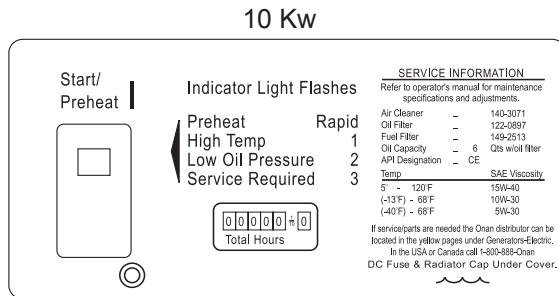 10 Kw
Start/
Preheat
Indicator Light Flashes
Preheat Rapid
High Temp 1
Low Oil Pressure 2
Service Required 3
0 0 0 0 0 1/10 0
Total Hours
SERVICE INFORMATION
Refer to operator's manual for maintenance
specifications and adjustments.
Air Cleaner – 140-3071
Oil Filter – 122-0897
Fuel Filter – 149-2513
Oil Capacity – 6 Qts w/oil filter
API Designation – CE
Temp SAE Viscosity
5° - 120°F 15W-40
(-13°F) - 68°F 10W-30
(-40°F) - 68°F 5W-30
If service/parts are needed the Onan distributor can be
located in the yellow pages under Generators-Electric.
In the USA or Canada call 1-800-888-Onan
DC Fuse & Radiator Cap Under Cover.